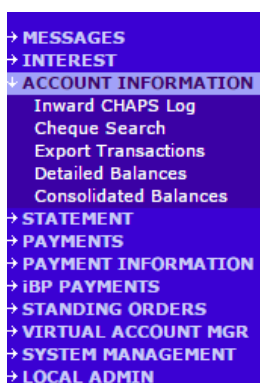 → MESSAGES
→ INTEREST
↓ ACCOUNT INFORMATION
Inward CHAPS Log
Cheque Search
Export Transactions
Detailed Balances
Consolidated Balances
→ STATEMENT
→ PAYMENTS
→ PAYMENT INFORMATION
→ iBP PAYMENTS
→ STANDING ORDERS
→ VIRTUAL ACCOUNT MGR
→ SYSTEM MANAGEMENT
→ LOCAL ADMIN